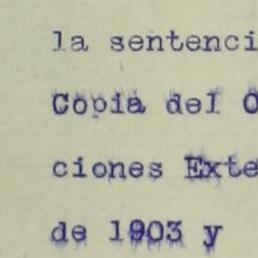 la sentenci
Copia del O
ciones Exte
de 1903 y